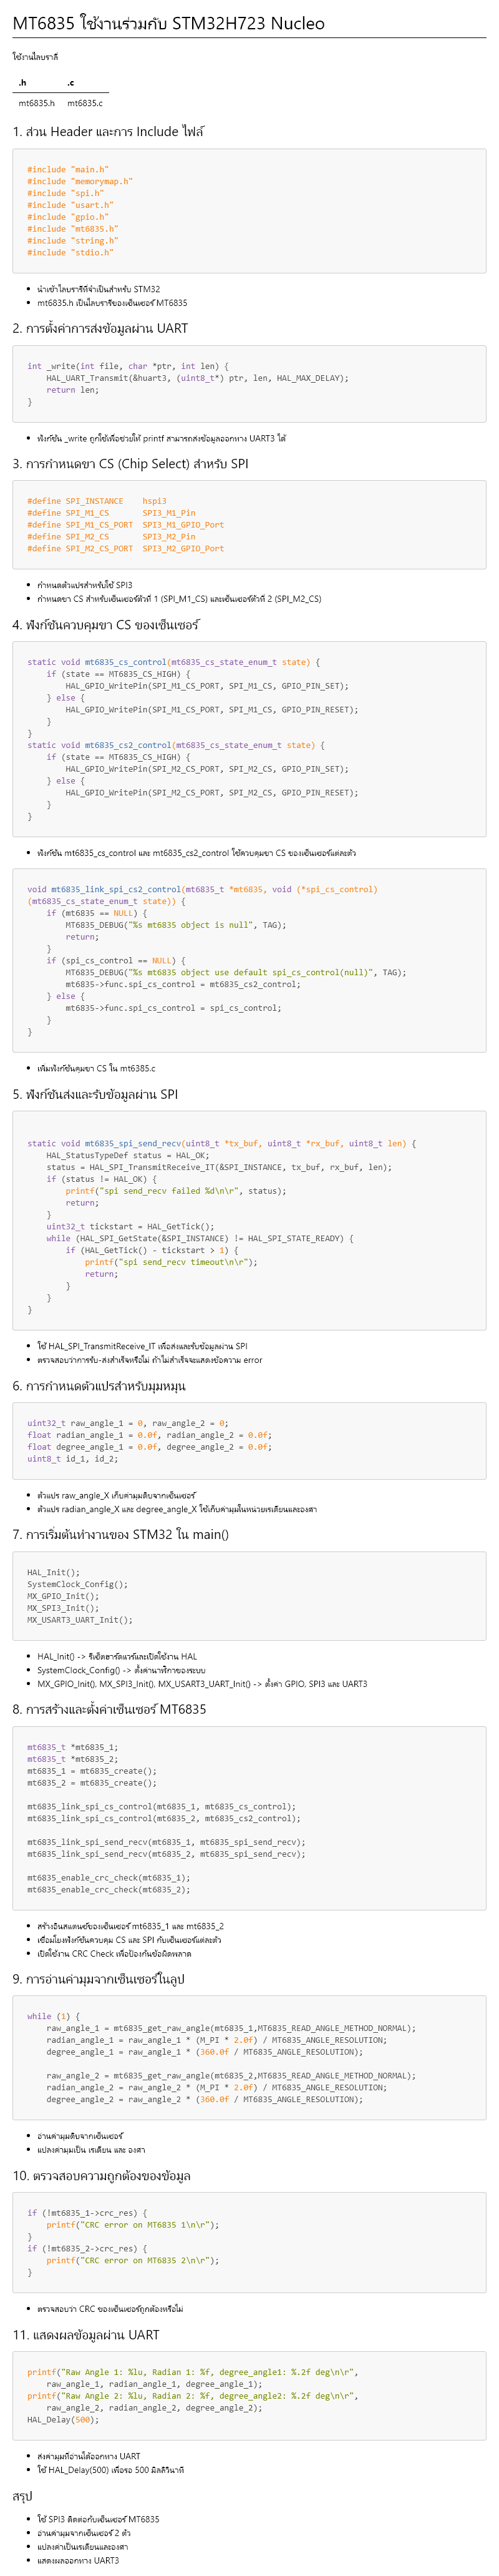 MT6835 ใช้งานร่วมกับ STM32H723 Nucleo
ใช้งานไลบรารี่
.h .c
mt6835.h mt6835.c
1. ส่วน Header และการ Include ไฟล์
#include "main.h"
#include "memorymap.h"
#include "spi.h"
#include "usart.h"
#include "gpio.h"
#include "mt6835.h"
#include "string.h"
#include "stdio.h"
• นำเข้าไลบรารีที่จำเป็นสำหรับ STM32
• mt6835.h เป็นไลบรารีของเซ็นเซอร์ MT6835
2. การตั้งค่าการส่งข้อมูลผ่าน UART
int _write(int file, char *ptr, int len) {
    HAL_UART_Transmit(&huart3, (uint8_t*) ptr, len, HAL_MAX_DELAY);
    return len;
}
• ฟังก์ชัน _write ถูกใช้เพื่อช่วยให้ printf สามารถส่งข้อมูลออกทาง UART3 ได้
3. การกำหนดขา CS (Chip Select) สำหรับ SPI
#define SPI_INSTANCE    hspi3
#define SPI_M1_CS       SPI3_M1_Pin
#define SPI_M1_CS_PORT  SPI3_M1_GPIO_Port
#define SPI_M2_CS       SPI3_M2_Pin
#define SPI_M2_CS_PORT  SPI3_M2_GPIO_Port
• กำหนดตัวแปรสำหรับใช้ SPI3
• กำหนดขา CS สำหรับเซ็นเซอร์ตัวที่ 1 (SPI_M1_CS) และเซ็นเซอร์ตัวที่ 2 (SPI_M2_CS)
4. ฟังก์ชันควบคุมขา CS ของเซ็นเซอร์
static void mt6835_cs_control(mt6835_cs_state_enum_t state) {
    if (state == MT6835_CS_HIGH) {
        HAL_GPIO_WritePin(SPI_M1_CS_PORT, SPI_M1_CS, GPIO_PIN_SET);
    } else {
        HAL_GPIO_WritePin(SPI_M1_CS_PORT, SPI_M1_CS, GPIO_PIN_RESET);
    }
}
static void mt6835_cs2_control(mt6835_cs_state_enum_t state) {
    if (state == MT6835_CS_HIGH) {
        HAL_GPIO_WritePin(SPI_M2_CS_PORT, SPI_M2_CS, GPIO_PIN_SET);
    } else {
        HAL_GPIO_WritePin(SPI_M2_CS_PORT, SPI_M2_CS, GPIO_PIN_RESET);
    }
}
• ฟังก์ชัน mt6835_cs_control และ mt6835_cs2_control ใช้ควบคุมขา CS ของเซ็นเซอร์แต่ละตัว
void mt6835_link_spi_cs2_control(mt6835_t *mt6835, void (*spi_cs_control)
(mt6835_cs_state_enum_t state)) {
    if (mt6835 == NULL) {
        MT6835_DEBUG("%s mt6835 object is null", TAG);
        return;
    }
    if (spi_cs_control == NULL) {
        MT6835_DEBUG("%s mt6835 object use default spi_cs_control(null)", TAG);
        mt6835->func.spi_cs_control = mt6835_cs2_control;
    } else {
        mt6835->func.spi_cs_control = spi_cs_control;
    }
}
• เพิ่มฟังก์ชันคุมขา CS ใน mt6385.c
5. ฟังก์ชันส่งและรับข้อมูลผ่าน SPI
static void mt6835_spi_send_recv(uint8_t *tx_buf, uint8_t *rx_buf, uint8_t len) {
    HAL_StatusTypeDef status = HAL_OK;
    status = HAL_SPI_TransmitReceive_IT(&SPI_INSTANCE, tx_buf, rx_buf, len);
    if (status != HAL_OK) {
        printf("spi send_recv failed %d\n\r", status);
        return;
    }
    uint32_t tickstart = HAL_GetTick();
    while (HAL_SPI_GetState(&SPI_INSTANCE) != HAL_SPI_STATE_READY) {
        if (HAL_GetTick() - tickstart > 1) {
            printf("spi send_recv timeout\n\r");
            return;
        }
    }
}
• ใช้ HAL_SPI_TransmitReceive_IT เพื่อส่งและรับข้อมูลผ่าน SPI
• ตรวจสอบว่าการรับ-ส่งสำเร็จหรือไม่ ถ้าไม่สำเร็จจะแสดงข้อความ error
6. การกำหนดตัวแปรสำหรับมุมหมุน
uint32_t raw_angle_1 = 0, raw_angle_2 = 0;
float radian_angle_1 = 0.0f, radian_angle_2 = 0.0f;
float degree_angle_1 = 0.0f, degree_angle_2 = 0.0f;
uint8_t id_1, id_2;
• ตัวแปร raw_angle_X เก็บค่ามุมดิบจากเซ็นเซอร์
• ตัวแปร radian_angle_X และ degree_angle_X ใช้เก็บค่ามุมในหน่วยเรเดียนและองศา
7. การเริ่มต้นทำงานของ STM32 ใน main()
HAL_Init();
SystemClock_Config();
MX_GPIO_Init();
MX_SPI3_Init();
MX_USART3_UART_Init();
• HAL_Init() -> รีเซ็ตฮาร์ดแวร์และเปิดใช้งาน HAL
• SystemClock_Config() -> ตั้งค่านาฬิกาของระบบ
• MX_GPIO_Init(), MX_SPI3_Init(), MX_USART3_UART_Init() -> ตั้งค่า GPIO, SPI3 และ UART3
8. การสร้างและตั้งค่าเซ็นเซอร์ MT6835
mt6835_t *mt6835_1;
mt6835_t *mt6835_2;
mt6835_1 = mt6835_create();
mt6835_2 = mt6835_create();
mt6835_link_spi_cs_control(mt6835_1, mt6835_cs_control);
mt6835_link_spi_cs_control(mt6835_2, mt6835_cs2_control);
mt6835_link_spi_send_recv(mt6835_1, mt6835_spi_send_recv);
mt6835_link_spi_send_recv(mt6835_2, mt6835_spi_send_recv);
mt6835_enable_crc_check(mt6835_1);
mt6835_enable_crc_check(mt6835_2);
• สร้างอินสแตนซ์ของเซ็นเซอร์ mt6835_1 และ mt6835_2
• เชื่อมโยงฟังก์ชันควบคุม CS และ SPI กับเซ็นเซอร์แต่ละตัว
• เปิดใช้งาน CRC Check เพื่อป้องกันข้อผิดพลาด
9. การอ่านค่ามุมจากเซ็นเซอร์ในลูป
while (1) {
    raw_angle_1 = mt6835_get_raw_angle(mt6835_1,MT6835_READ_ANGLE_METHOD_NORMAL);
    radian_angle_1 = raw_angle_1 * (M_PI * 2.0f) / MT6835_ANGLE_RESOLUTION;
    degree_angle_1 = raw_angle_1 * (360.0f / MT6835_ANGLE_RESOLUTION);
    raw_angle_2 = mt6835_get_raw_angle(mt6835_2,MT6835_READ_ANGLE_METHOD_NORMAL);
    radian_angle_2 = raw_angle_2 * (M_PI * 2.0f) / MT6835_ANGLE_RESOLUTION;
    degree_angle_2 = raw_angle_2 * (360.0f / MT6835_ANGLE_RESOLUTION);
• อ่านค่ามุมดิบจากเซ็นเซอร์
• แปลงค่ามุมเป็น เรเดียน และ องศา
10. ตรวจสอบความถูกต้องของข้อมูล
if (!mt6835_1->crc_res) {
    printf("CRC error on MT6835 1\n\r");
}
if (!mt6835_2->crc_res) {
    printf("CRC error on MT6835 2\n\r");
}
• ตรวจสอบว่า CRC ของเซ็นเซอร์ถูกต้องหรือไม่
11. แสดงผลข้อมูลผ่าน UART
printf("Raw Angle 1: %lu, Radian 1: %f, degree_angle1: %.2f deg\n\r",
    raw_angle_1, radian_angle_1, degree_angle_1);
printf("Raw Angle 2: %lu, Radian 2: %f, degree_angle2: %.2f deg\n\r",
    raw_angle_2, radian_angle_2, degree_angle_2);
HAL_Delay(500);
• ส่งค่ามุมที่อ่านได้ออกทาง UART
• ใช้ HAL_Delay(500) เพื่อรอ 500 มิลลิวินาที
สรุป
• ใช้ SPI3 ติดต่อกับเซ็นเซอร์ MT6835
• อ่านค่ามุมจากเซ็นเซอร์ 2 ตัว
• แปลงค่าเป็นเรเดียนและองศา
• แสดงผลออกทาง UART3